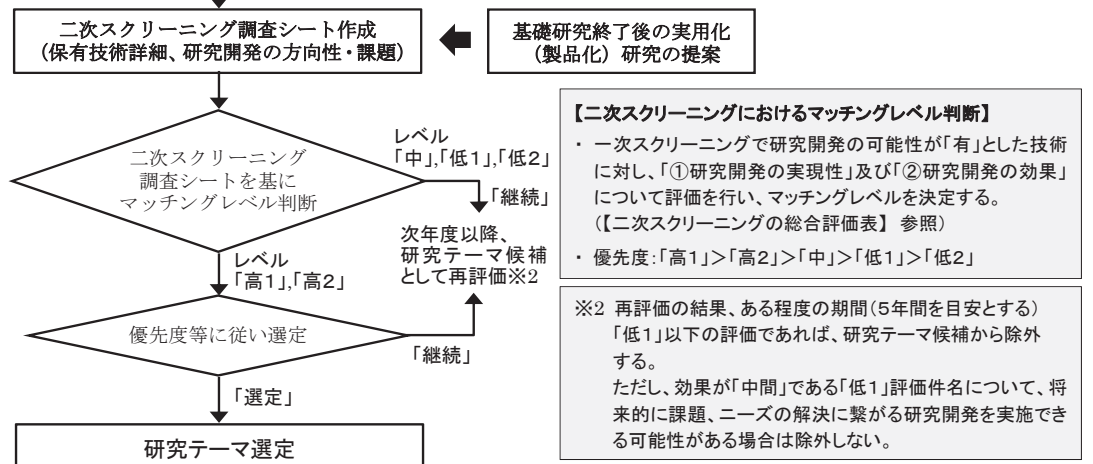 二次スクリーニング調査シート作成
(保有技術詳細、研究開発の方向性・課題)
基礎研究終了後の実用化
(製品化) 研究の提案
二次スクリーニング
調査シートを基に
マッチングレベル判断
レベル
「中」,「低1」,「低2」
「継続」
次年度以降、
研究テーマ候補
として再評価※2
レベル
「高1」,「高2」
優先度等に従い選定
「継続」
「選定」
研究テーマ選定
【二次スクリーニングにおけるマッチングレベル判断】
・ 一次スクリーニングで研究開発の可能性が「有」とした技術
に対し、「①研究開発の実現性」及び「②研究開発の効果」
について評価を行い、マッチングレベルを決定する。
(【二次スクリーニングの総合評価表】 参照)
・ 優先度:「高1」>「高2」>「中」>「低1」>「低2」
※2 再評価の結果、ある程度の期間(5年間を目安とする)
「低1」以下の評価であれば、研究テーマ候補から除外
する。
ただし、効果が「中間」である「低1」評価件名について、将
来的に課題、ニーズの解決に繋がる研究開発を実施でき
る可能性がある場合は除外しない。